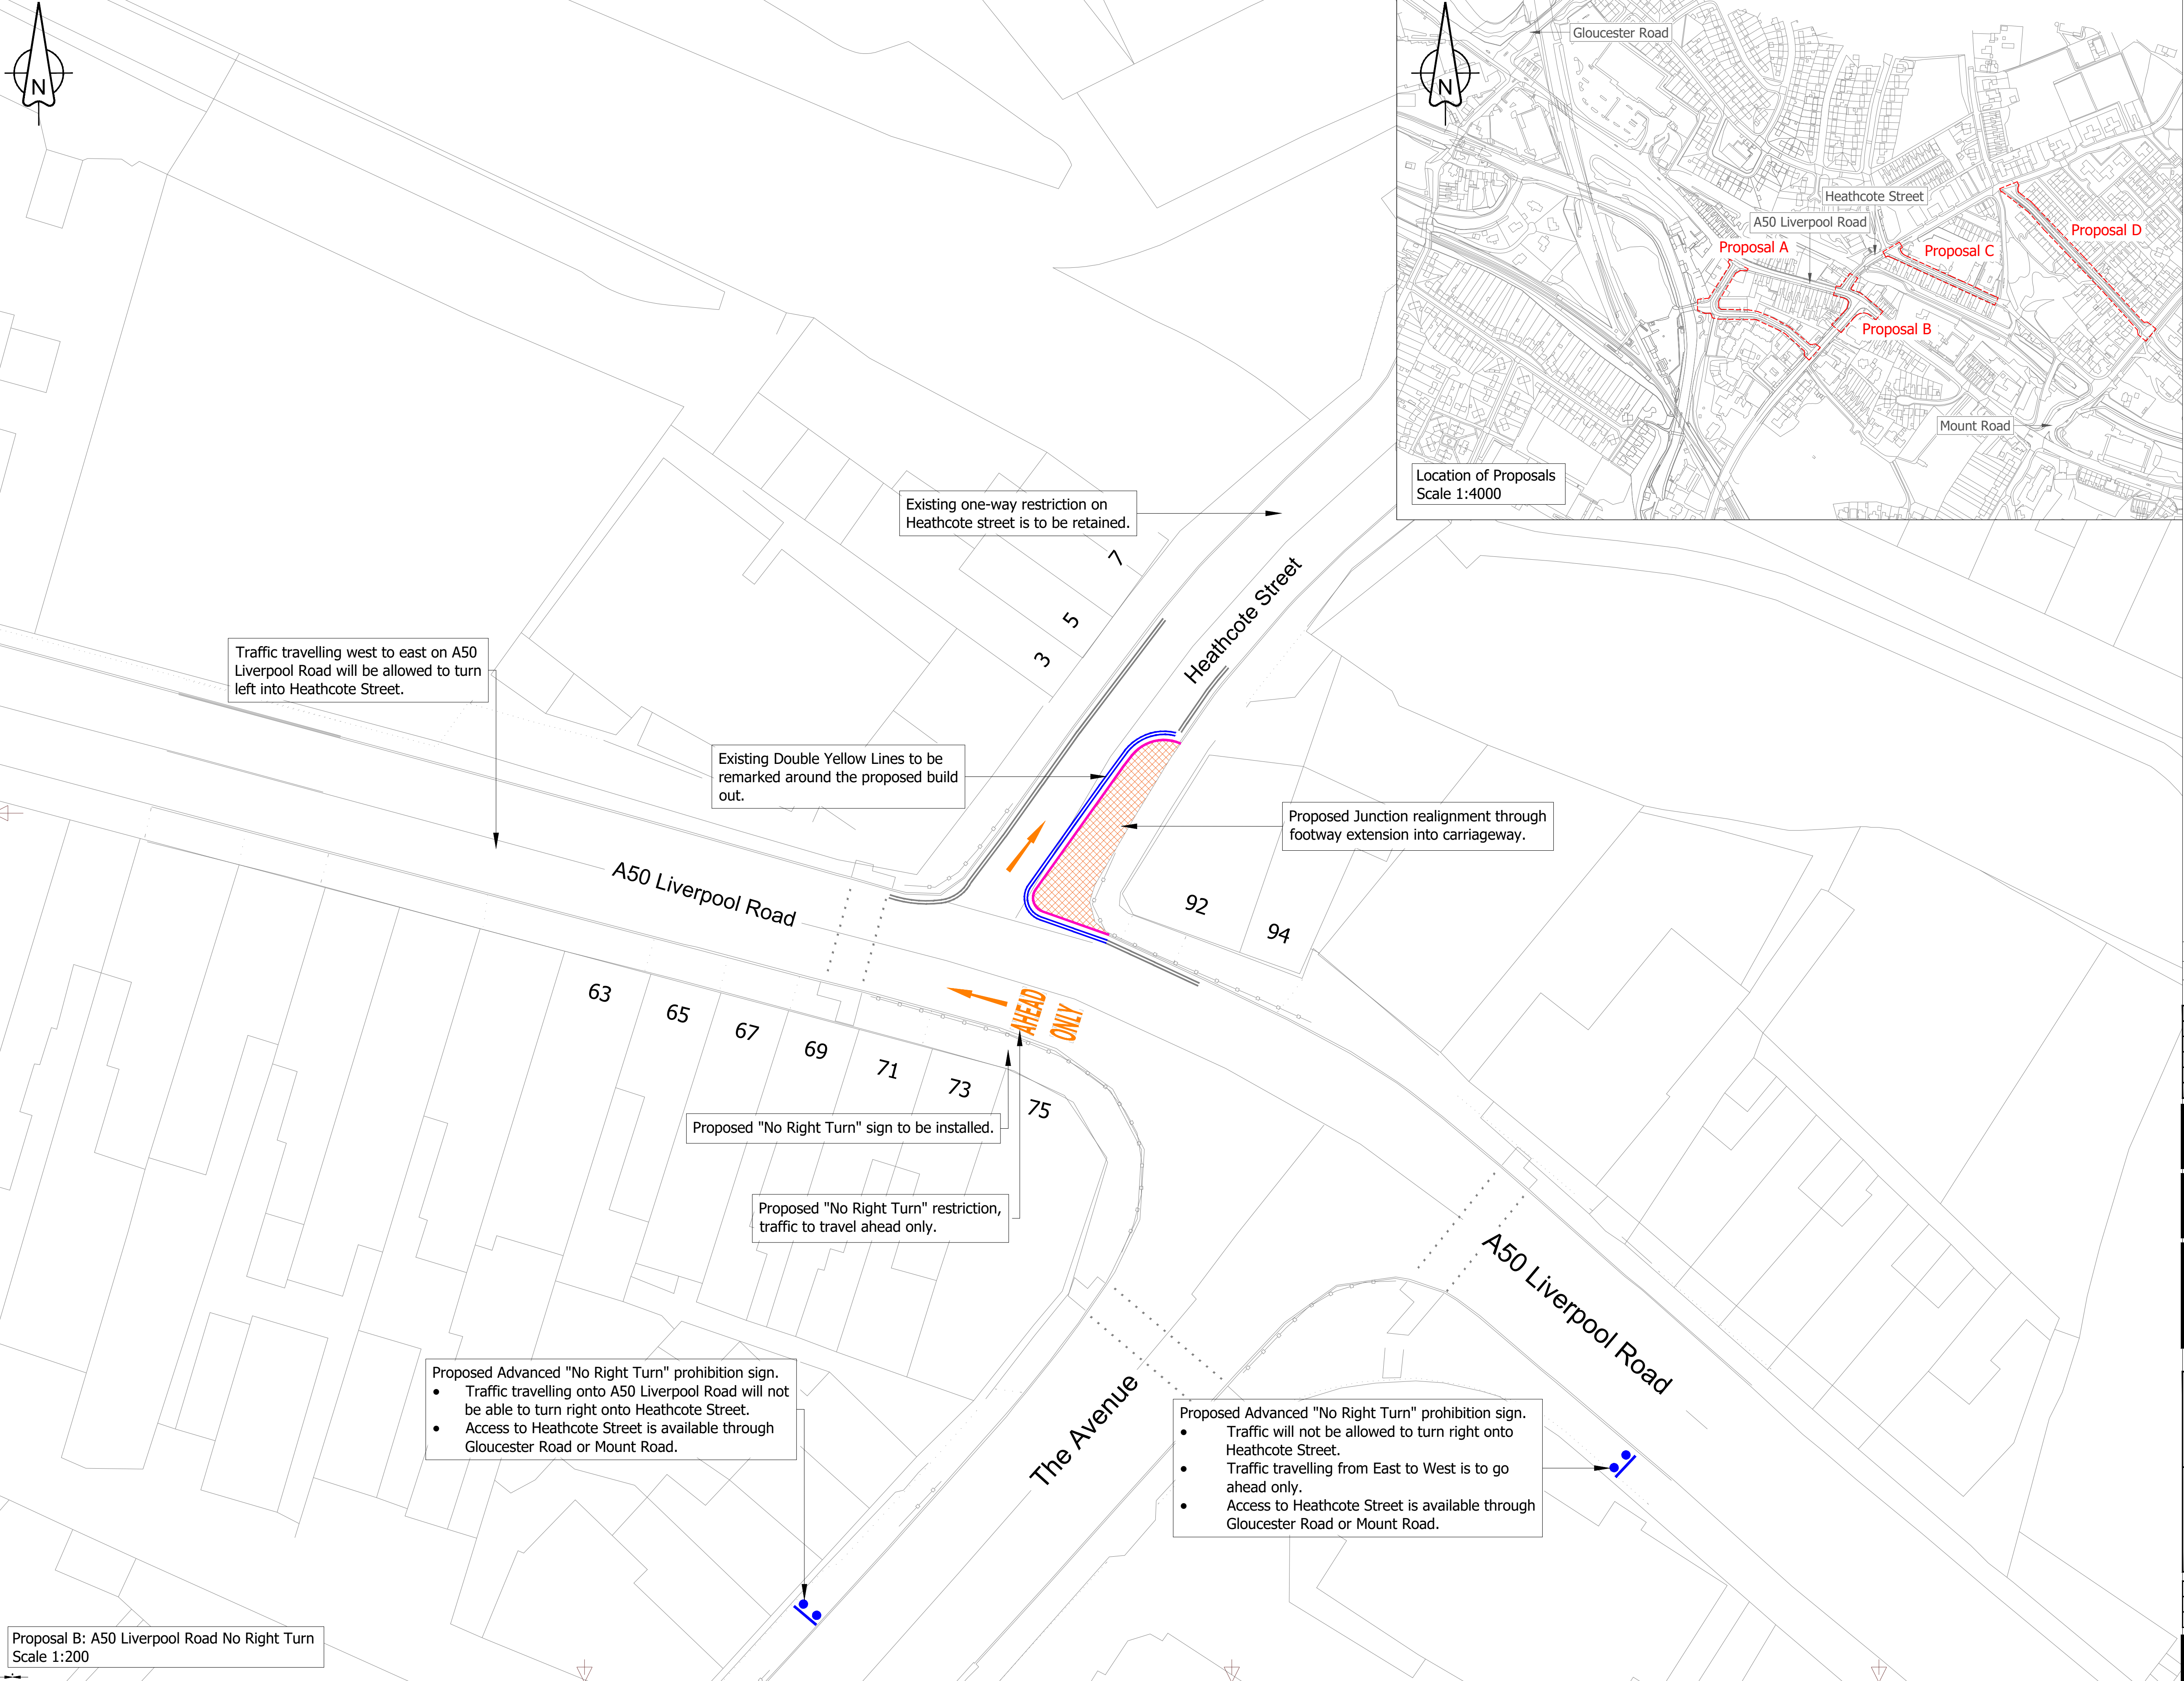 N
N
Gloucester Road
Heathcote Street
A50 Liverpool Road
Proposal A
Proposal B
Proposal C
Proposal D
Mount Road
Location of Proposals
Scale 1:4000
Existing one-way restriction on
Heathcote street is to be retained.
7
5
3
Heathcote Street
Traffic travelling west to east on A50
Liverpool Road will be allowed to turn
left into Heathcote Street.
Existing Double Yellow Lines to be
remarked around the proposed build
out.
Proposed Junction realignment through
footway extension into carriageway.
A50 Liverpool Road
92
94
AHEAD
ONLY
63
65
67
69
71
73
75
Proposed "No Right Turn" sign to be installed.
Proposed "No Right Turn" restriction,
traffic to travel ahead only.
A50 Liverpool Road
The Avenue
Proposed Advanced "No Right Turn" prohibition sign.
• Traffic travelling onto A50 Liverpool Road will not
be able to turn right onto Heathcote Street.
• Access to Heathcote Street is available through
Gloucester Road or Mount Road.
Proposed Advanced "No Right Turn" prohibition sign.
• Traffic will not be allowed to turn right onto
Heathcote Street.
• Traffic travelling from East to West is to go
ahead only.
• Access to Heathcote Street is available through
Gloucester Road or Mount Road.
Proposal B: A50 Liverpool Road No Right Turn
Scale 1:200